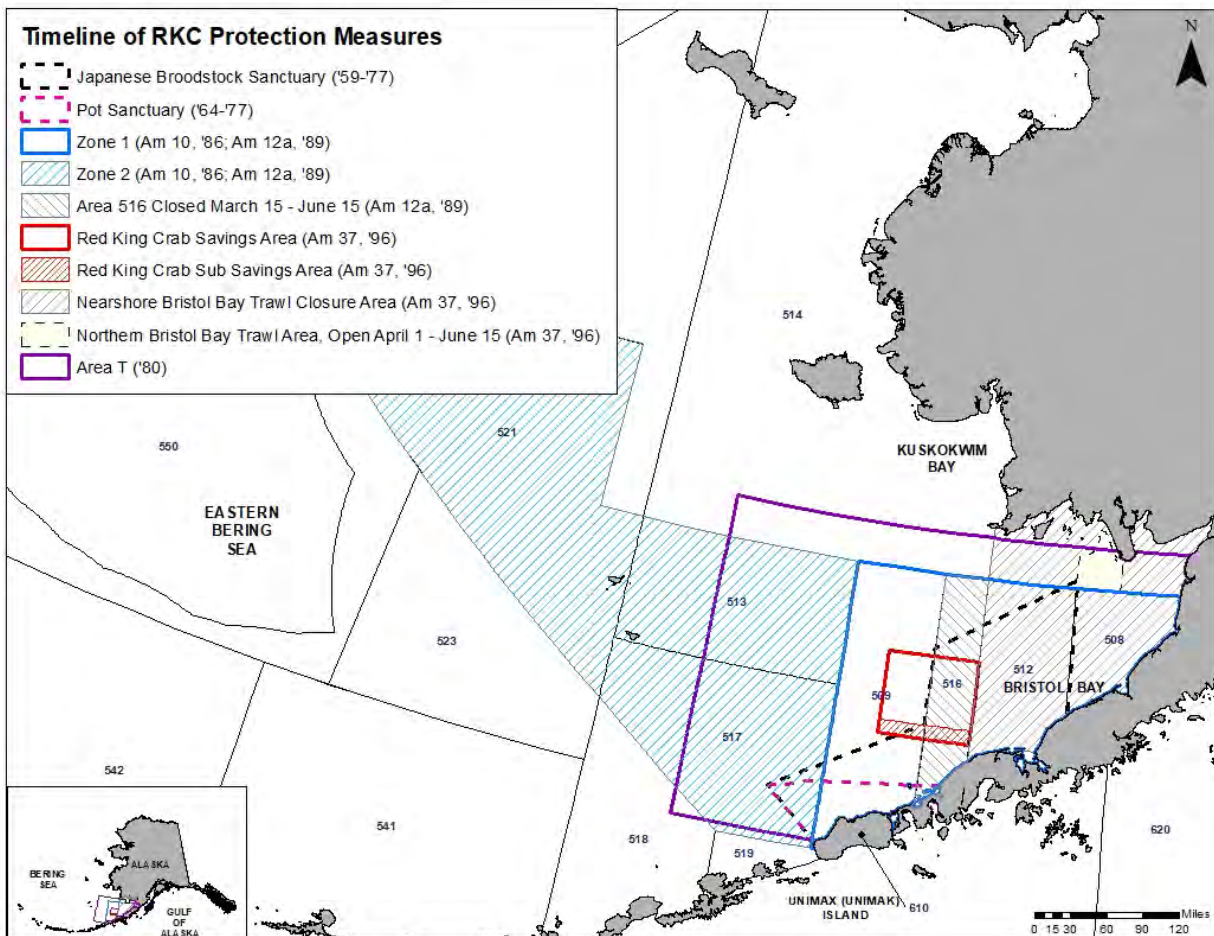 Timeline of RKC Protection Measures
Japanese Broodstock Sanctuary ('59-'77)
Pot Sanctuary ('64-'77)
Zone 1 (Am 10, '86; Am 12a, '89)
Zone 2 (Am 10, '86; Am 12a, '89)
Area 516 Closed March 15 - June 15 (Am 12a, '89)
Red King Crab Savings Area (Am 37, '96)
Red King Crab Sub Savings Area (Am 37, '96)
Nearshore Bristol Bay Trawl Closure Area (Am 37, '96)
Northern Bristol Bay Trawl Area, Open April 1 - June 15 (Am 37, '96)
Area T ('80)
N
514
550
521
KUSKOKWIM
BAY
EASTERN
BERING
SEA
513
508
523
512
516
BRISTOL BAY
509
517
542
541
518
519
620
UNIMAX (UNIMAK)
ISLAND
610
Miles
0 15 30 60 90 120
ALASKA
BERING
SEA
GULF
OF
ALASKA